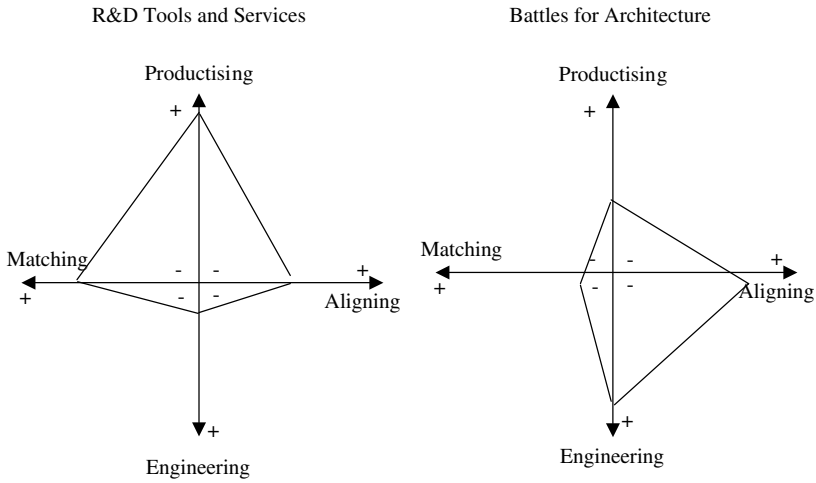 R&D Tools and Services
Productising
+
Matching
- -
+
+
- -
Aligning
+
Engineering
Battles for Architecture
Productising
+
Matching
- -
+
+
- -
Aligning
+
Engineering